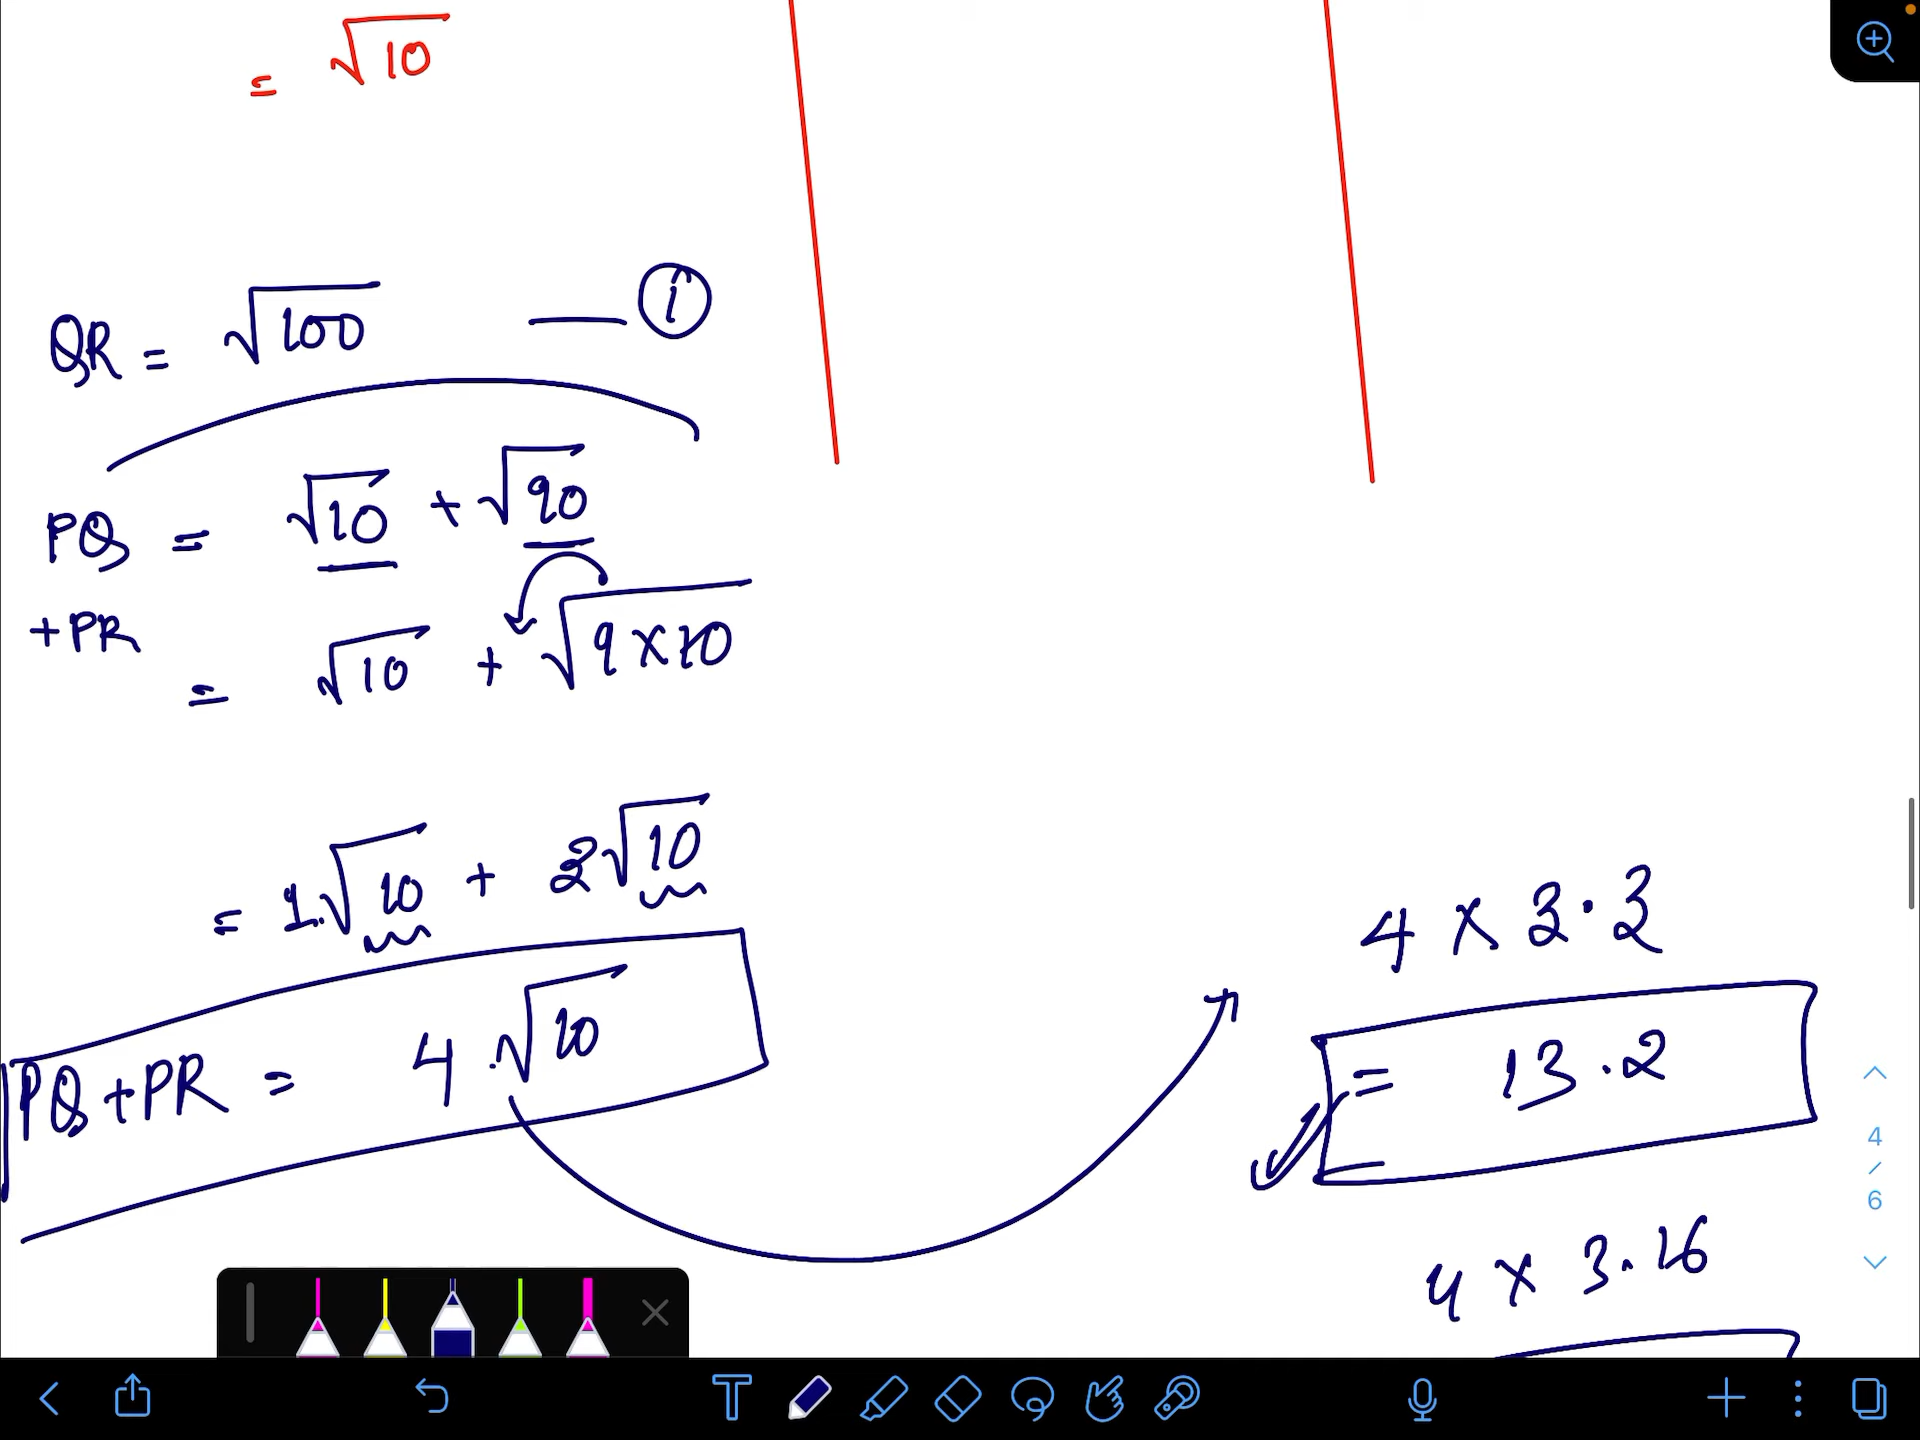 = √10
QR = √100 — (i)
PQ = √10 + √90
+PR
= √10 + √9×10
= 1.√10 + 3√10
PQ+PR = 4.√10
4 × 3.3
= 13.2
4 × 3.16
4
/
6